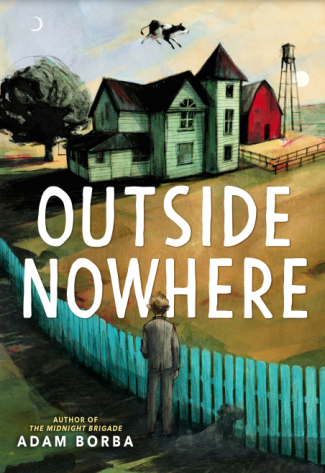 OUTSIDE
NOWHERE
AUTHOR OF
THE MIDNIGHT BRIGADE
ADAM BORBA